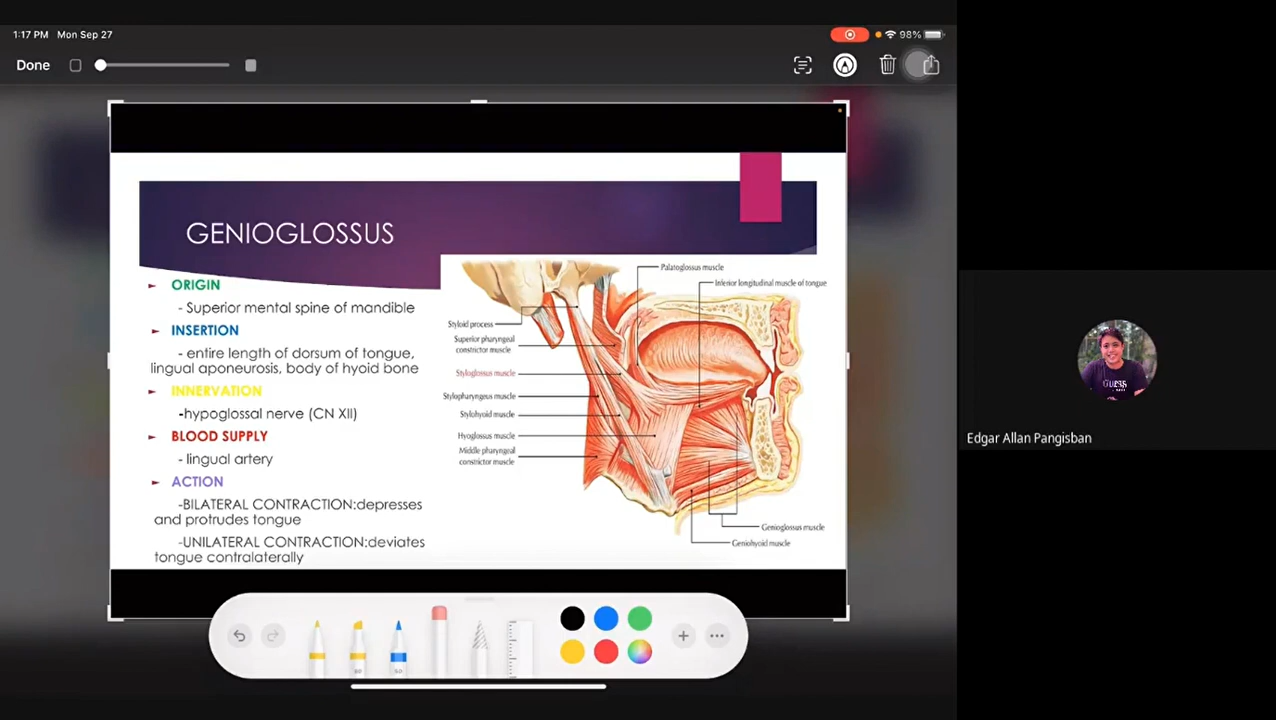 1:17 PM Mon Sep 27
98%
Done
GENIOGLOSSUS
► ORIGIN
- Superior mental spine of mandible
► INSERTION
- entire length of dorsum of tongue,
lingual aponeurosis, body of hyoid bone
► INNERVATION
-hypoglossal nerve (CN XII)
► BLOOD SUPPLY
- lingual artery
► ACTION
-BILATERAL CONTRACTION:depresses
and protrudes tongue
-UNILATERAL CONTRACTION:deviates
tongue contralaterally
Palatoglossus muscle
Inferior longitudinal muscle of tongue
Styloid process
Superior pharyngeal
constrictor muscle
Styloglossus muscle
Stylopharyngeus muscle
Stylohyoid muscle
Hyoglossus muscle
Middle pharyngeal
constrictor muscle
Genioglossus muscle
Geniohyoid muscle
GUESS
Edgar Allan Pangisban